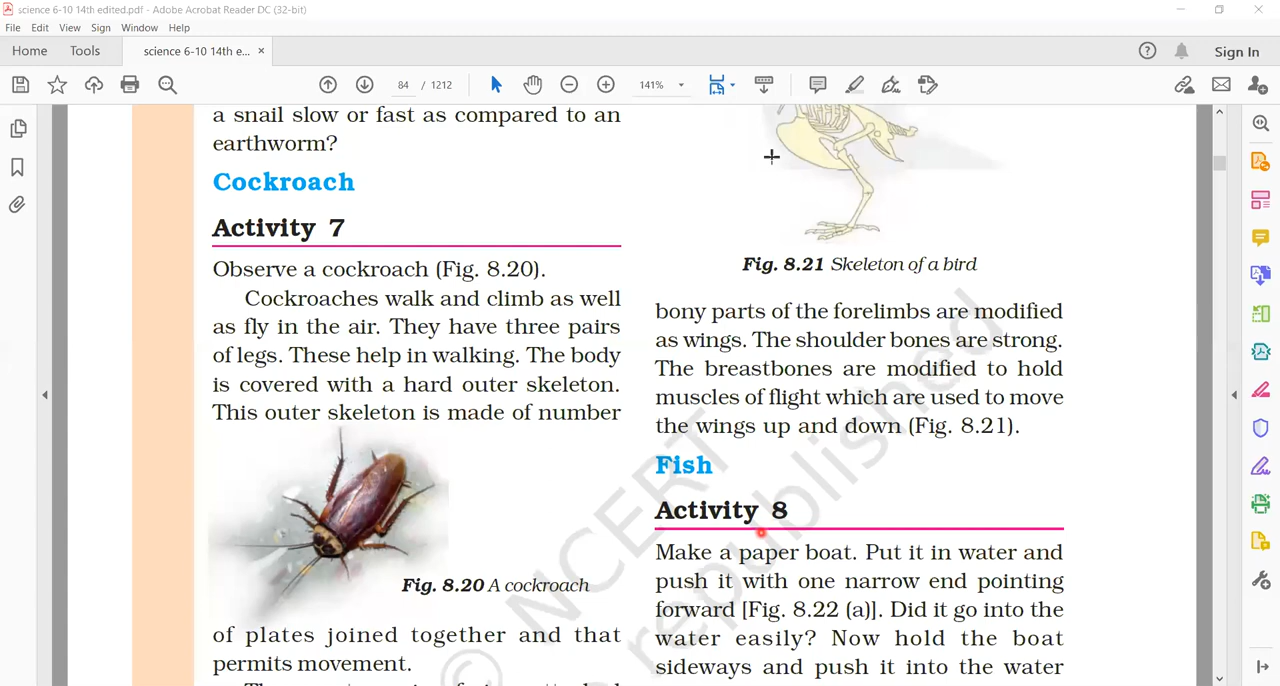 science 6-10 14th edited.pdf - Adobe Acrobat Reader DC (32-bit)
File Edit View Sign Window Help
Home Tools science 6-10 14th e... × Sign In
84 / 1212 141%
a snail slow or fast as compared to an
earthworm?
Cockroach
Activity 7
Observe a cockroach (Fig. 8.20).
Cockroaches walk and climb as well
as fly in the air. They have three pairs
of legs. These help in walking. The body
is covered with a hard outer skeleton.
This outer skeleton is made of number
Fig. 8.20 A cockroach
of plates joined together and that
permits movement.
Fig. 8.21 Skeleton of a bird
bony parts of the forelimbs are modified
as wings. The shoulder bones are strong.
The breastbones are modified to hold
muscles of flight which are used to move
the wings up and down (Fig. 8.21).
Fish
Activity 8
Make a paper boat. Put it in water and
push it with one narrow end pointing
forward [Fig. 8.22 (a)]. Did it go into the
water easily? Now hold the boat
sideways and push it into the water
© NCERT
republished